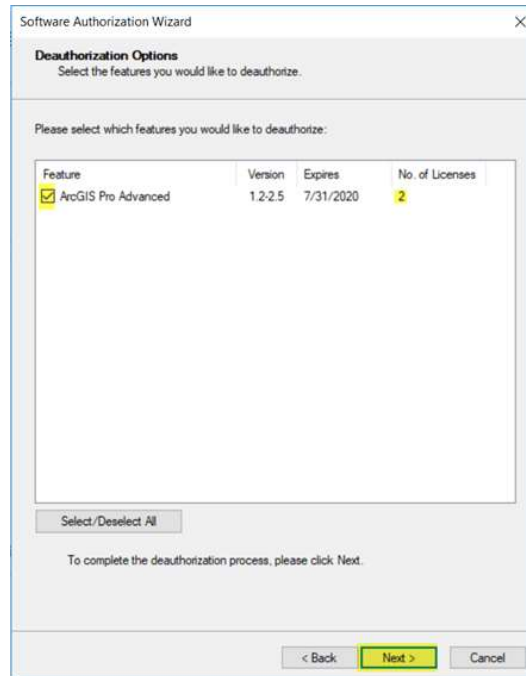 Software Authorization Wizard
Deauthorization Options
Select the features you would like to deauthorize.
Please select which features you would like to deauthorize:
Feature Version Expires No. of Licenses
ArcGIS Pro Advanced 1.2-2.5 7/31/2020 2
Select/Deselect All
To complete the deauthorization process, please click Next.
< Back Next > Cancel